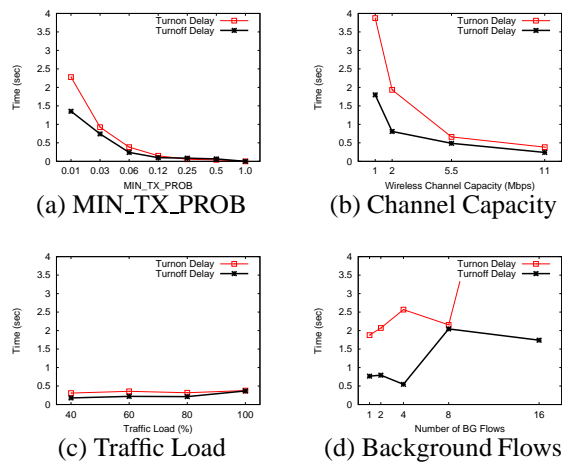 Turnon Delay
Turnoff Delay
4
3.5
3
2.5
2
1.5
1
0.5
0
Time (sec)
0.01 0.03 0.06 0.12 0.25 0.5 1.0
MIN_TX_PROB
(a) MIN_TX_PROB
Turnon Delay
Turnoff Delay
4
3.5
3
2.5
2
1.5
1
0.5
0
Time (sec)
1 2 5.5 11
Wireless Channel Capacity (Mbps)
(b) Channel Capacity
Turnon Delay
Turnoff Delay
4
3.5
3
2.5
2
1.5
1
0.5
0
Time (sec)
40 60 80 100
Traffic Load (%)
(c) Traffic Load
Turnon Delay
Turnoff Delay
4
3.5
3
2.5
2
1.5
1
0.5
0
Time (sec)
1 2 4 8 16
Number of BG Flows
(d) Background Flows